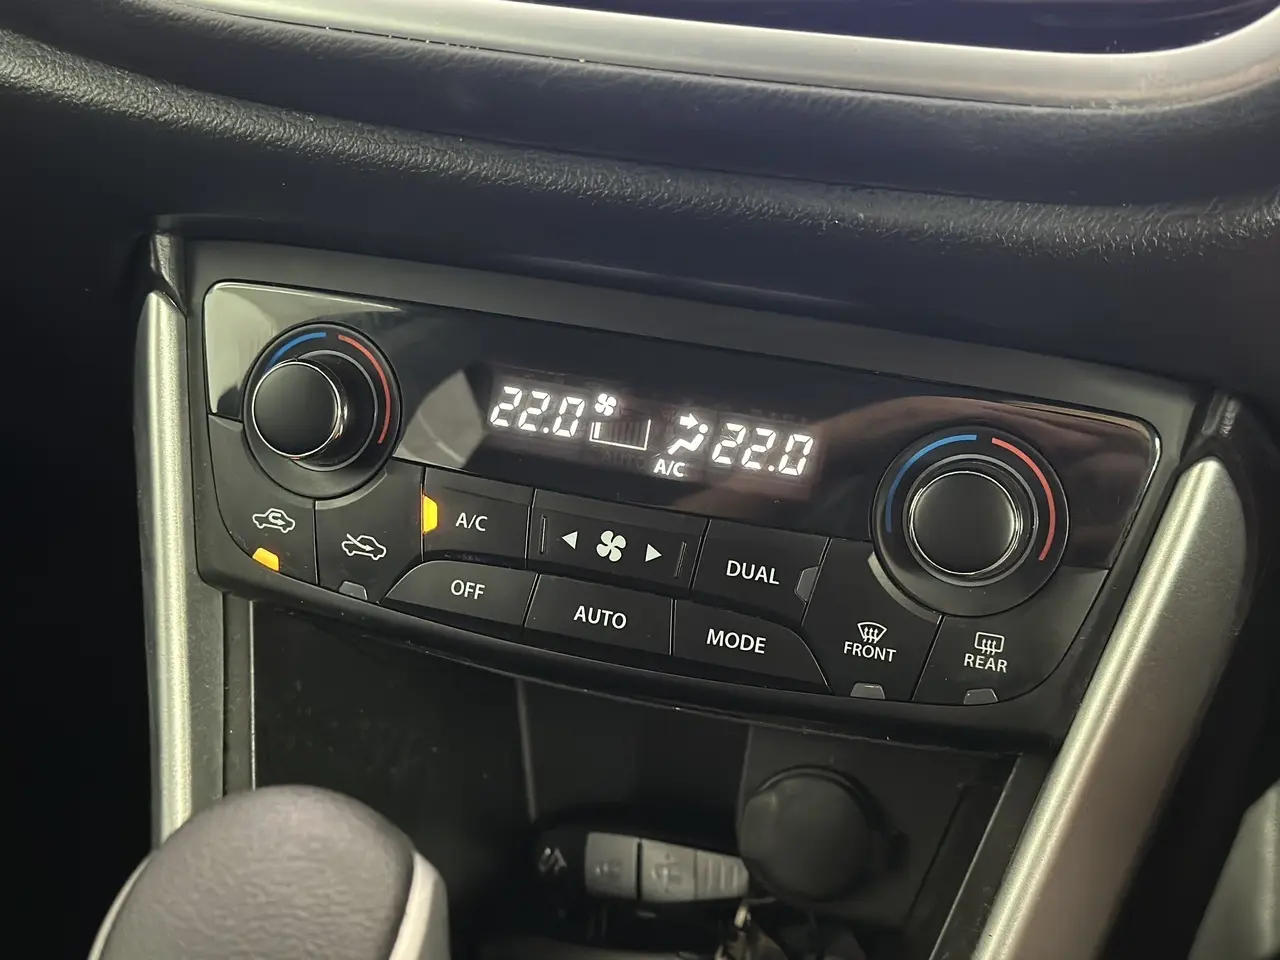 22.0
22.0
A/C
A/C
DUAL
OFF
AUTO
MODE
FRONT
REAR